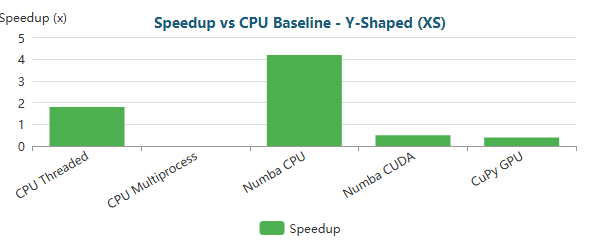 Speedup (x)
Speedup vs CPU Baseline - Y-Shaped (XS)
5
4
3
2
1
0
CPU Threaded
CPU Multiprocess
Numba CPU
Numba CUDA
CuPy GPU
Speedup